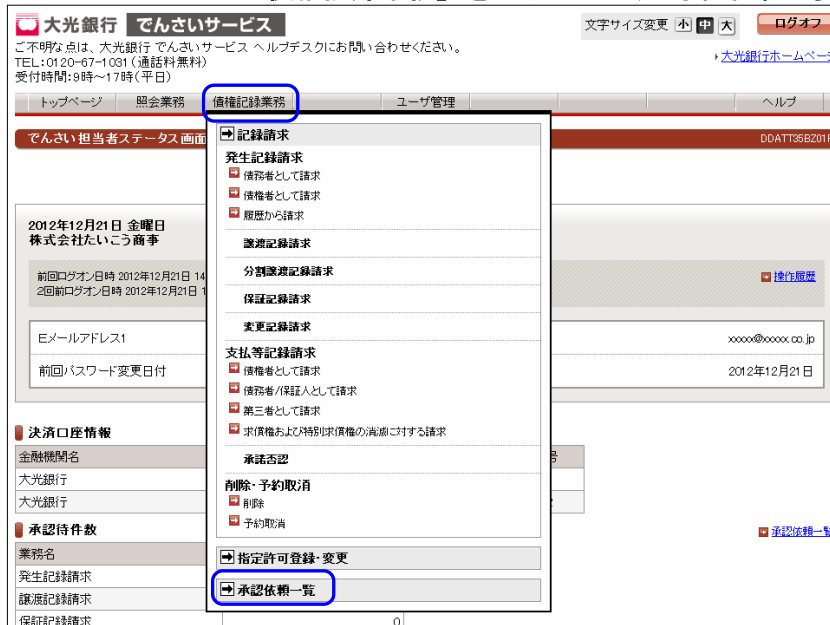 大光銀行 でんさいサービス
文字サイズ変更 小 中 大 ログオフ
ご不明な点は、大光銀行 でんさいサービス ヘルプデスクにお問い合わせください。
TEL:0120-67-1031(通話料無料)
受付時間:9時～17時(平日)
大光銀行ホームページ
トップページ 照会業務 債権記録業務 ユーザ管理 ヘルプ
でんさい担当者ステータス画面
DDATT35BZ01
記録請求
発生記録請求
債務者として請求
債権者として請求
履歴から請求
譲渡記録請求
分割譲渡記録請求
保証記録請求
変更記録請求
支払等記録請求
債権者として請求
債務者/保証人として請求
第三者として請求
求償権および特別求償権の消滅に対する請求
承諾否認
削除・予約取消
削除
予約取消
指定許可登録・変更
承認依頼一覧
2012年12月21日 金曜日
株式会社たいこう商事
前回ログオン日時 2012年12月21日 14
2回前ログオン日時 2012年12月21日 1
操作履歴
Eメールアドレス1 xxxxx@xxxxx.co.jp
前回パスワード変更日付 2012年12月21日
決済口座情報
金融機関名
大光銀行
大光銀行
承認待件数
承認依頼一覧
業務名
発生記録請求
譲渡記録請求
保証記録請求 0